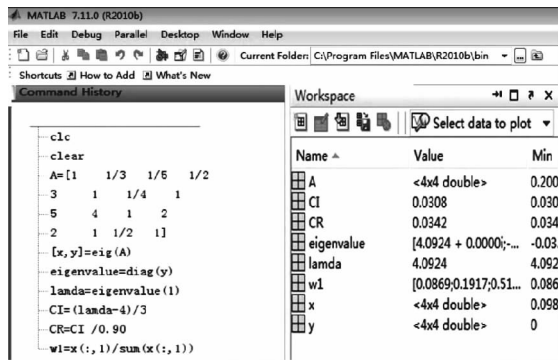 MATLAB 7.11.0 (R2010b)
File Edit Debug Parallel Desktop Window Help
Current Folder: C:\Program Files\MATLAB\R2010b\bin
Shortcuts How to Add What's New
Command History
clc
clear
A=[1 1/3 1/5 1/2
3 1 1/4 1
5 4 1 2
2 1 1/2 1]
[x,y]=eig(A)
eigenvalue=diag(y)
lamda=eigenvalue(1)
CI=(lamda-4)/3
CR=CI /0.90
w1=x(:,1)/sum(x(:,1))
Workspace
Select data to plot
Name Value Min
A <4x4 double> 0.200
CI 0.0308 0.030
CR 0.0342 0.034
eigenvalue [4.0924 + 0.0000i;-... -0.03
lamda 4.0924 4.092
w1 [0.0869;0.1917;0.51... 0.086
x <4x4 double> 0.098
y <4x4 double> 0